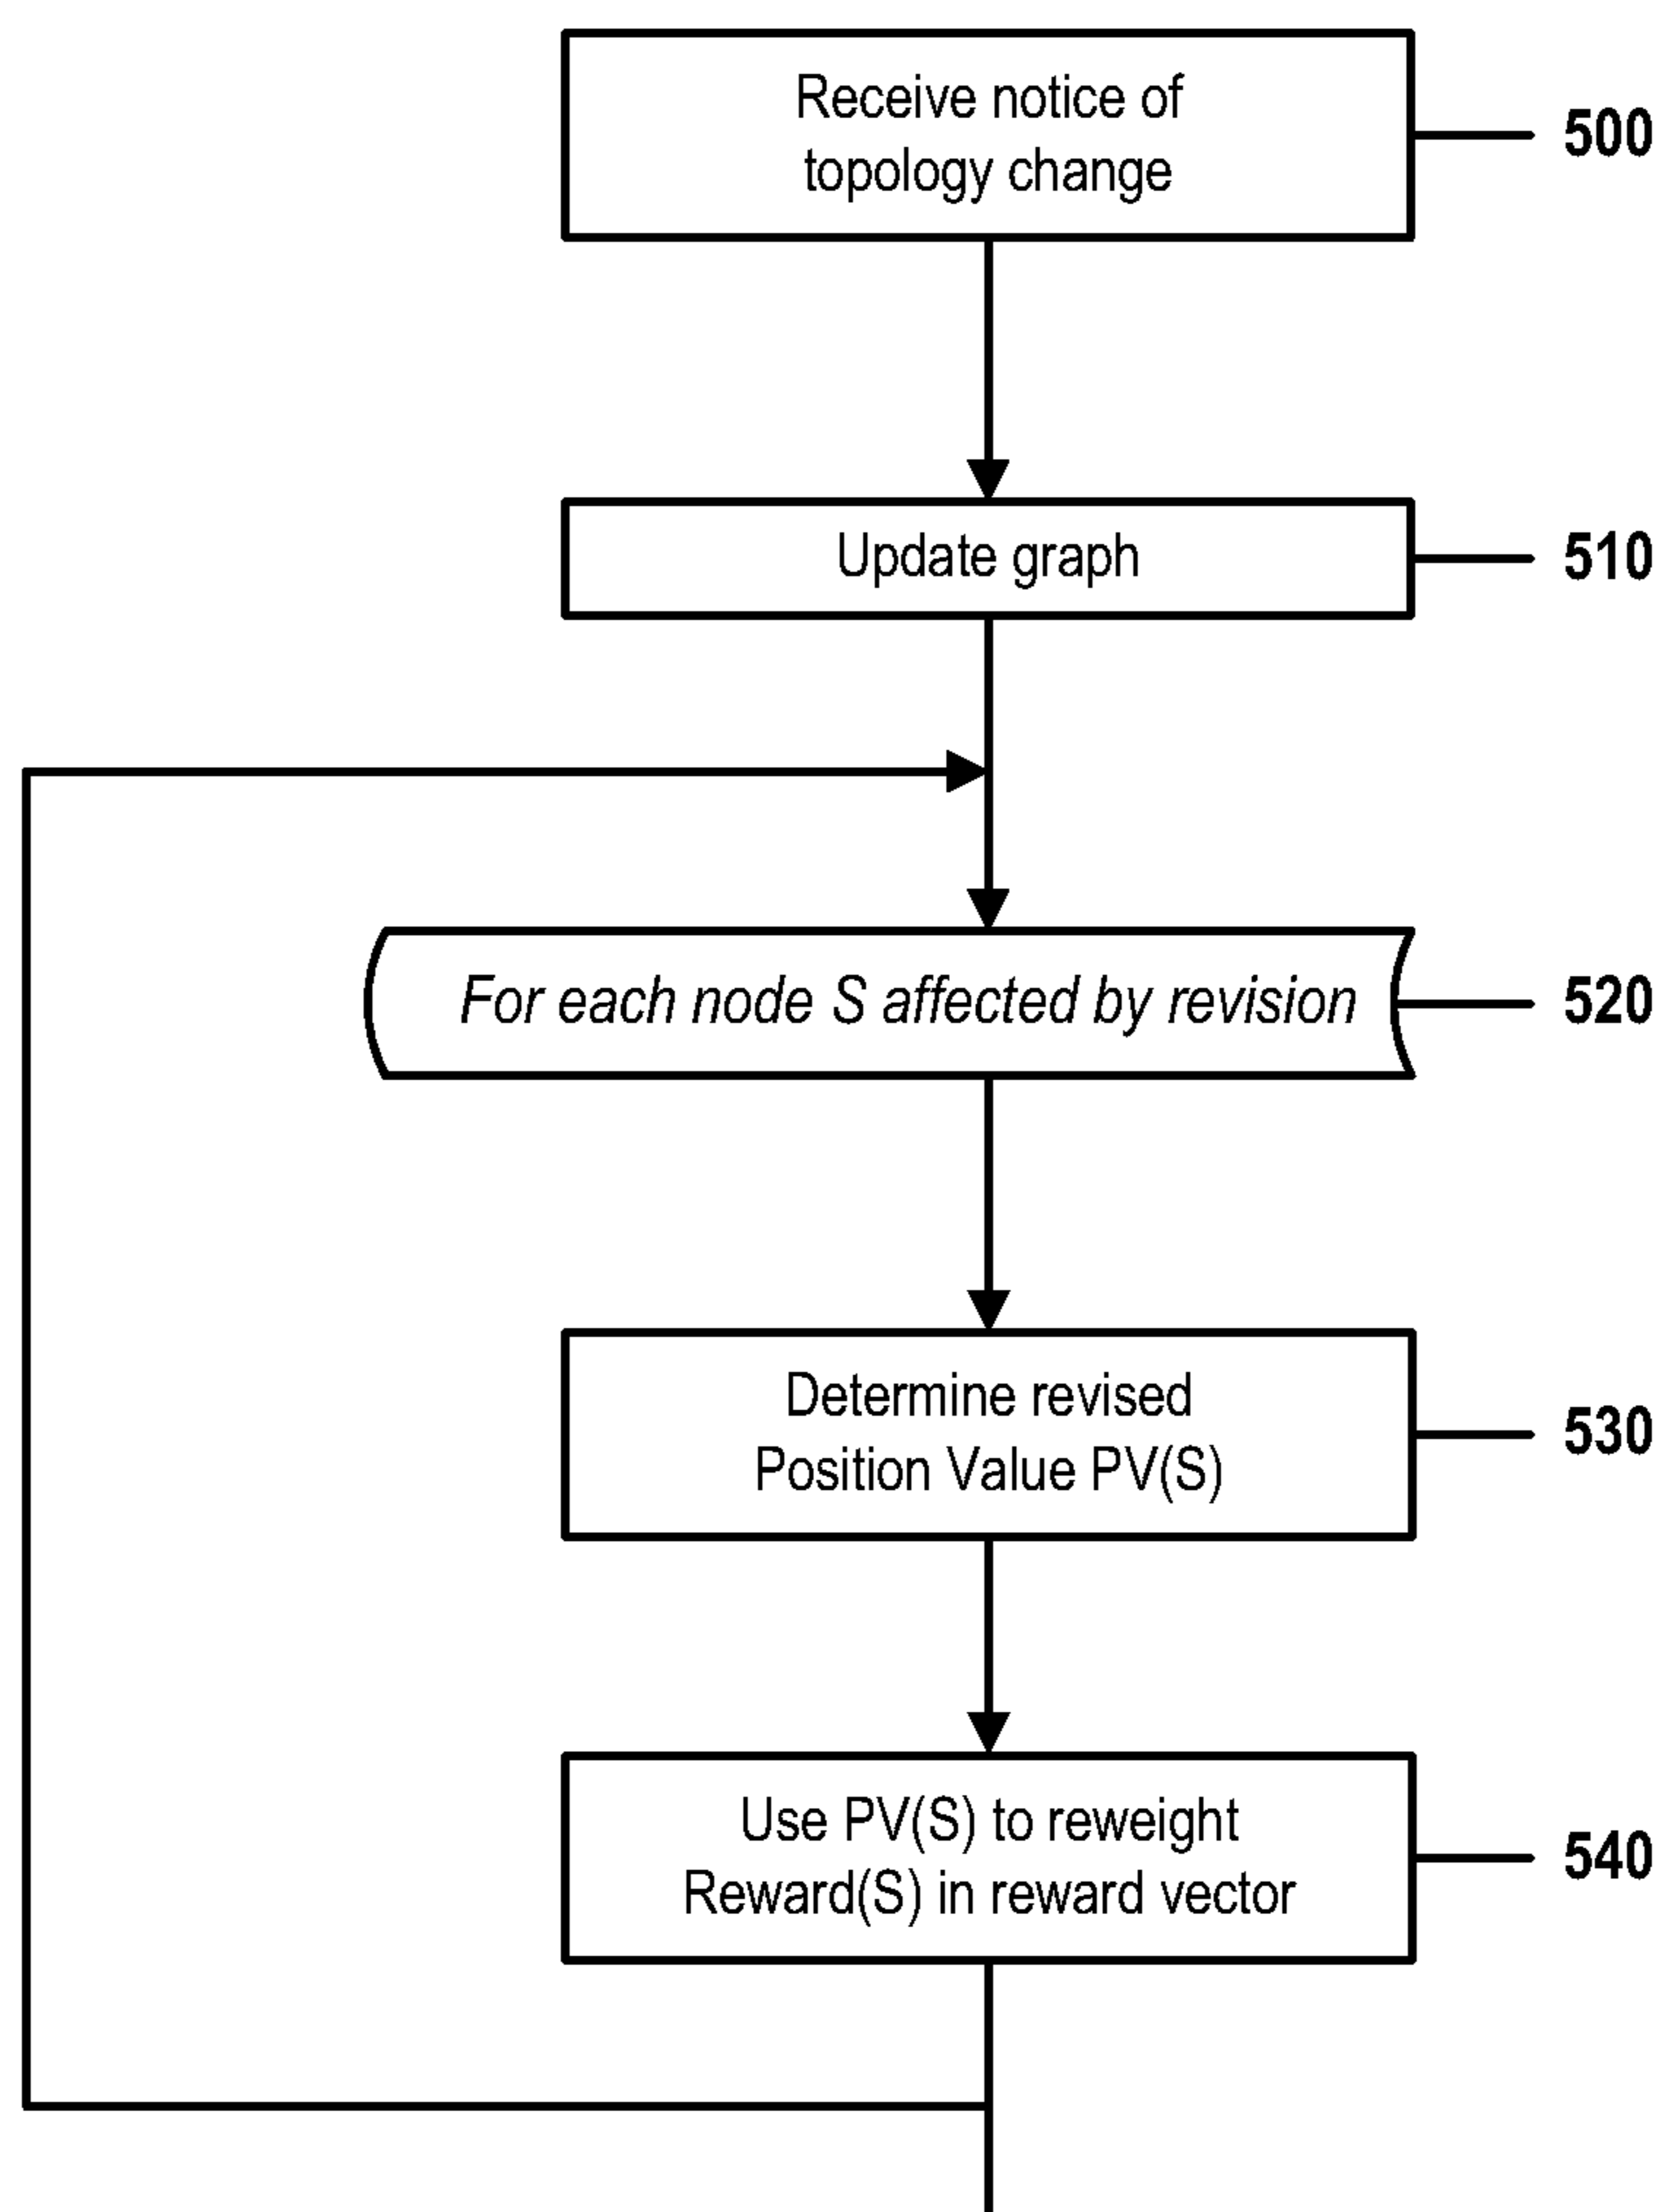 Receive notice of
topology change
500
Update graph
510
For each node S affected by revision
520
Determine revised
Position Value PV(S)
530
Use PV(S) to reweight
Reward(S) in reward vector
540